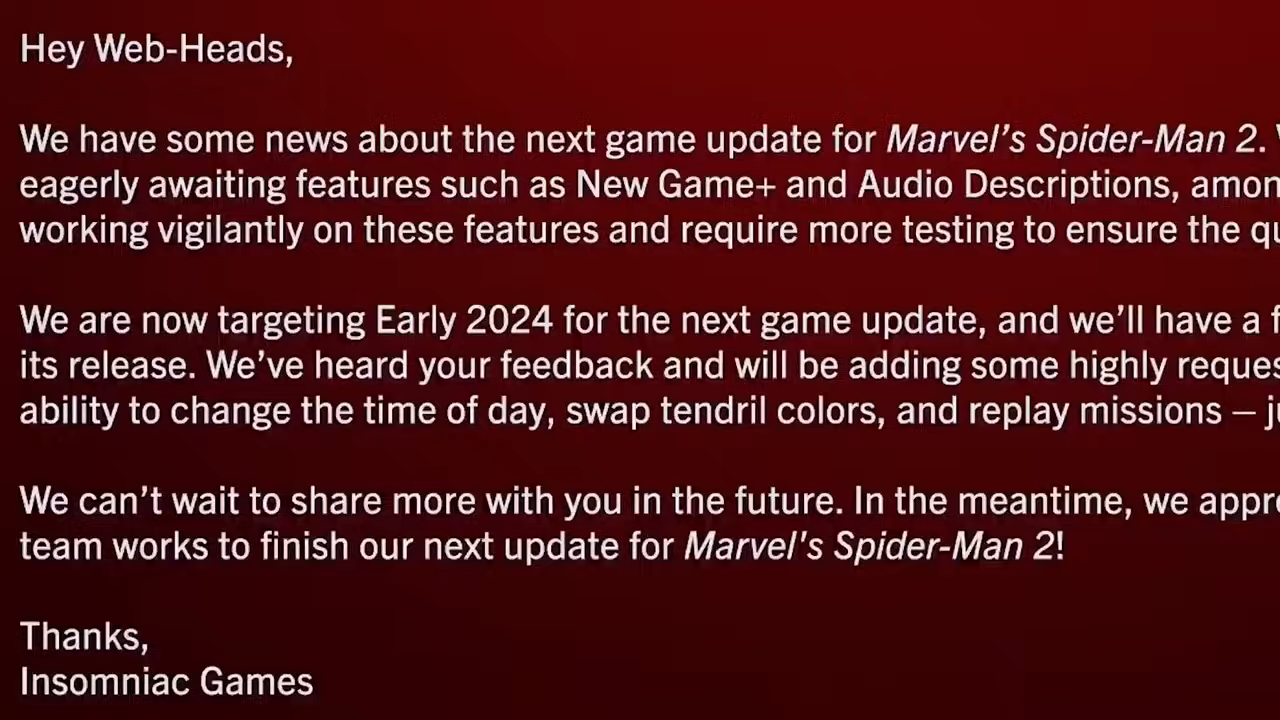 Hey Web-Heads,
We have some news about the next game update for Marvel’s Spider-Man 2.
eagerly awaiting features such as New Game+ and Audio Descriptions,
working vigilantly on these features and require more testing to ensure the
We are now targeting Early 2024 for the next game update, and we’ll have a
its release. We’ve heard your feedback and will be adding some highly
ability to change the time of day, swap tendril colors, and replay missions –
We can’t wait to share more with you in the future. In the meantime, we
team works to finish our next update for Marvel's Spider-Man 2!
Thanks,
Insomniac Games